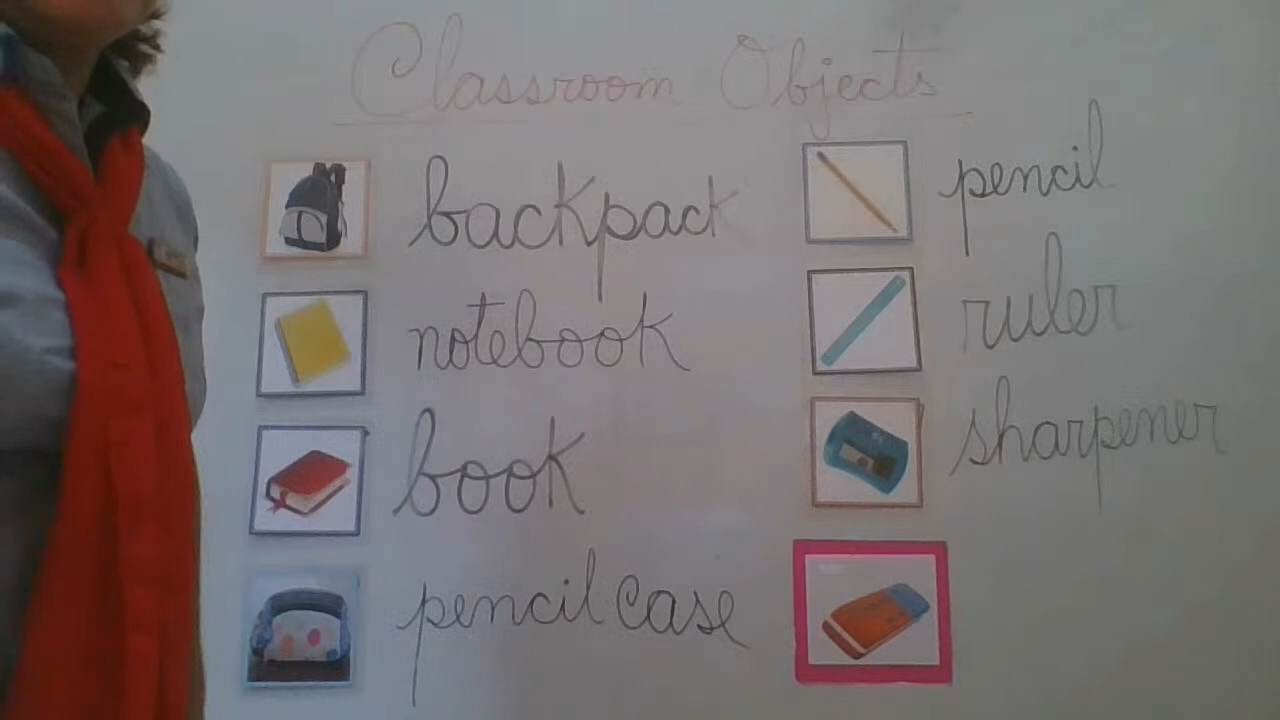 Classroom Objects
backpack
notebook
book
pencil case
pencil
ruler
sharpener